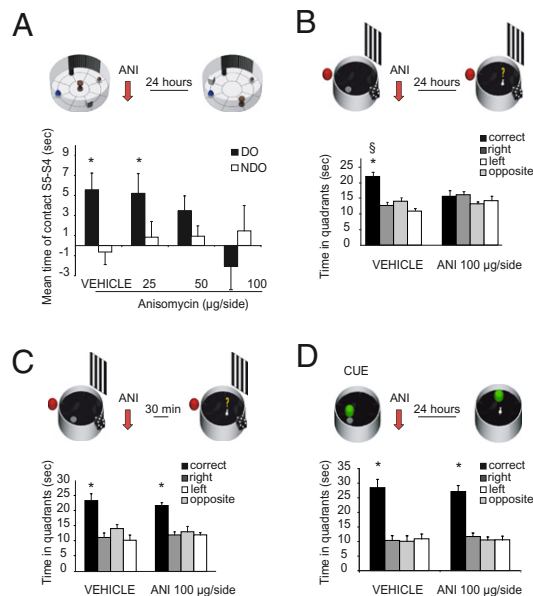 A
ANI
24 hours
Mean time of contact S5-S4 (sec)
9
7
5
3
1
-1
-3
* *
DO
NDO
VEHICLE 25 50 100
Anisomycin (µg/side)
B
ANI
24 hours
?
Time in quadrants (sec)
25
20
15
10
5
0
§
*
correct
right
left
opposite
VEHICLE ANI 100 µg/side
C
ANI
30 min
?
Time in quadrants (sec)
30
25
20
15
10
5
0
* *
correct
right
left
opposite
VEHICLE ANI 100 µg/side
D
CUE
ANI
24 hours
Time in quadrants (sec)
35
30
25
20
15
10
5
0
* *
correct
right
left
opposite
VEHICLE ANI 100 µg/side